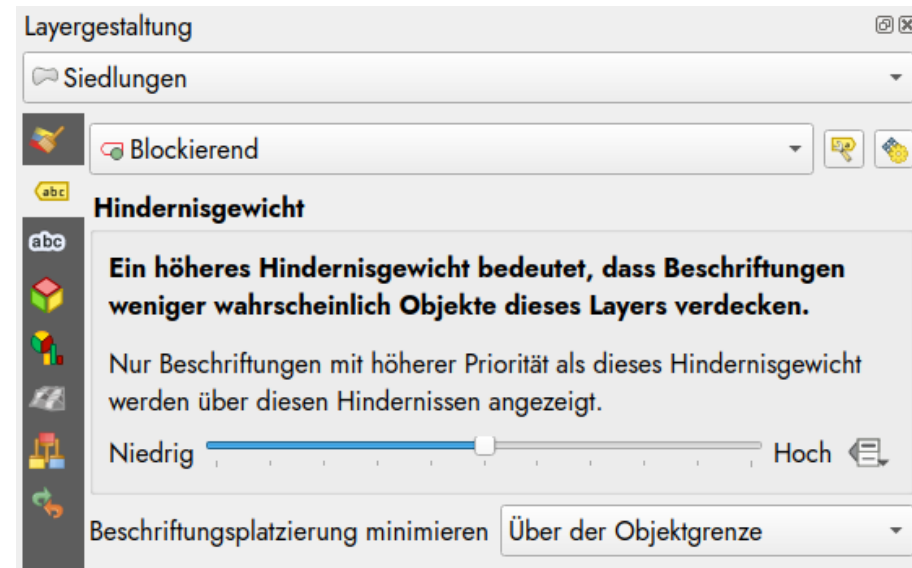 Layergestaltung
Siedlungen
Blockierend
abc
Hindernisgewicht
abc
Ein höheres Hindernisgewicht bedeutet, dass Beschriftungen
weniger wahrscheinlich Objekte dieses Layers verdecken.
Nur Beschriftungen mit höherer Priorität als dieses Hindernisgewicht
werden über diesen Hindernissen angezeigt.
Niedrig Hoch
Beschriftungsplatzierung minimieren Über der Objektgrenze